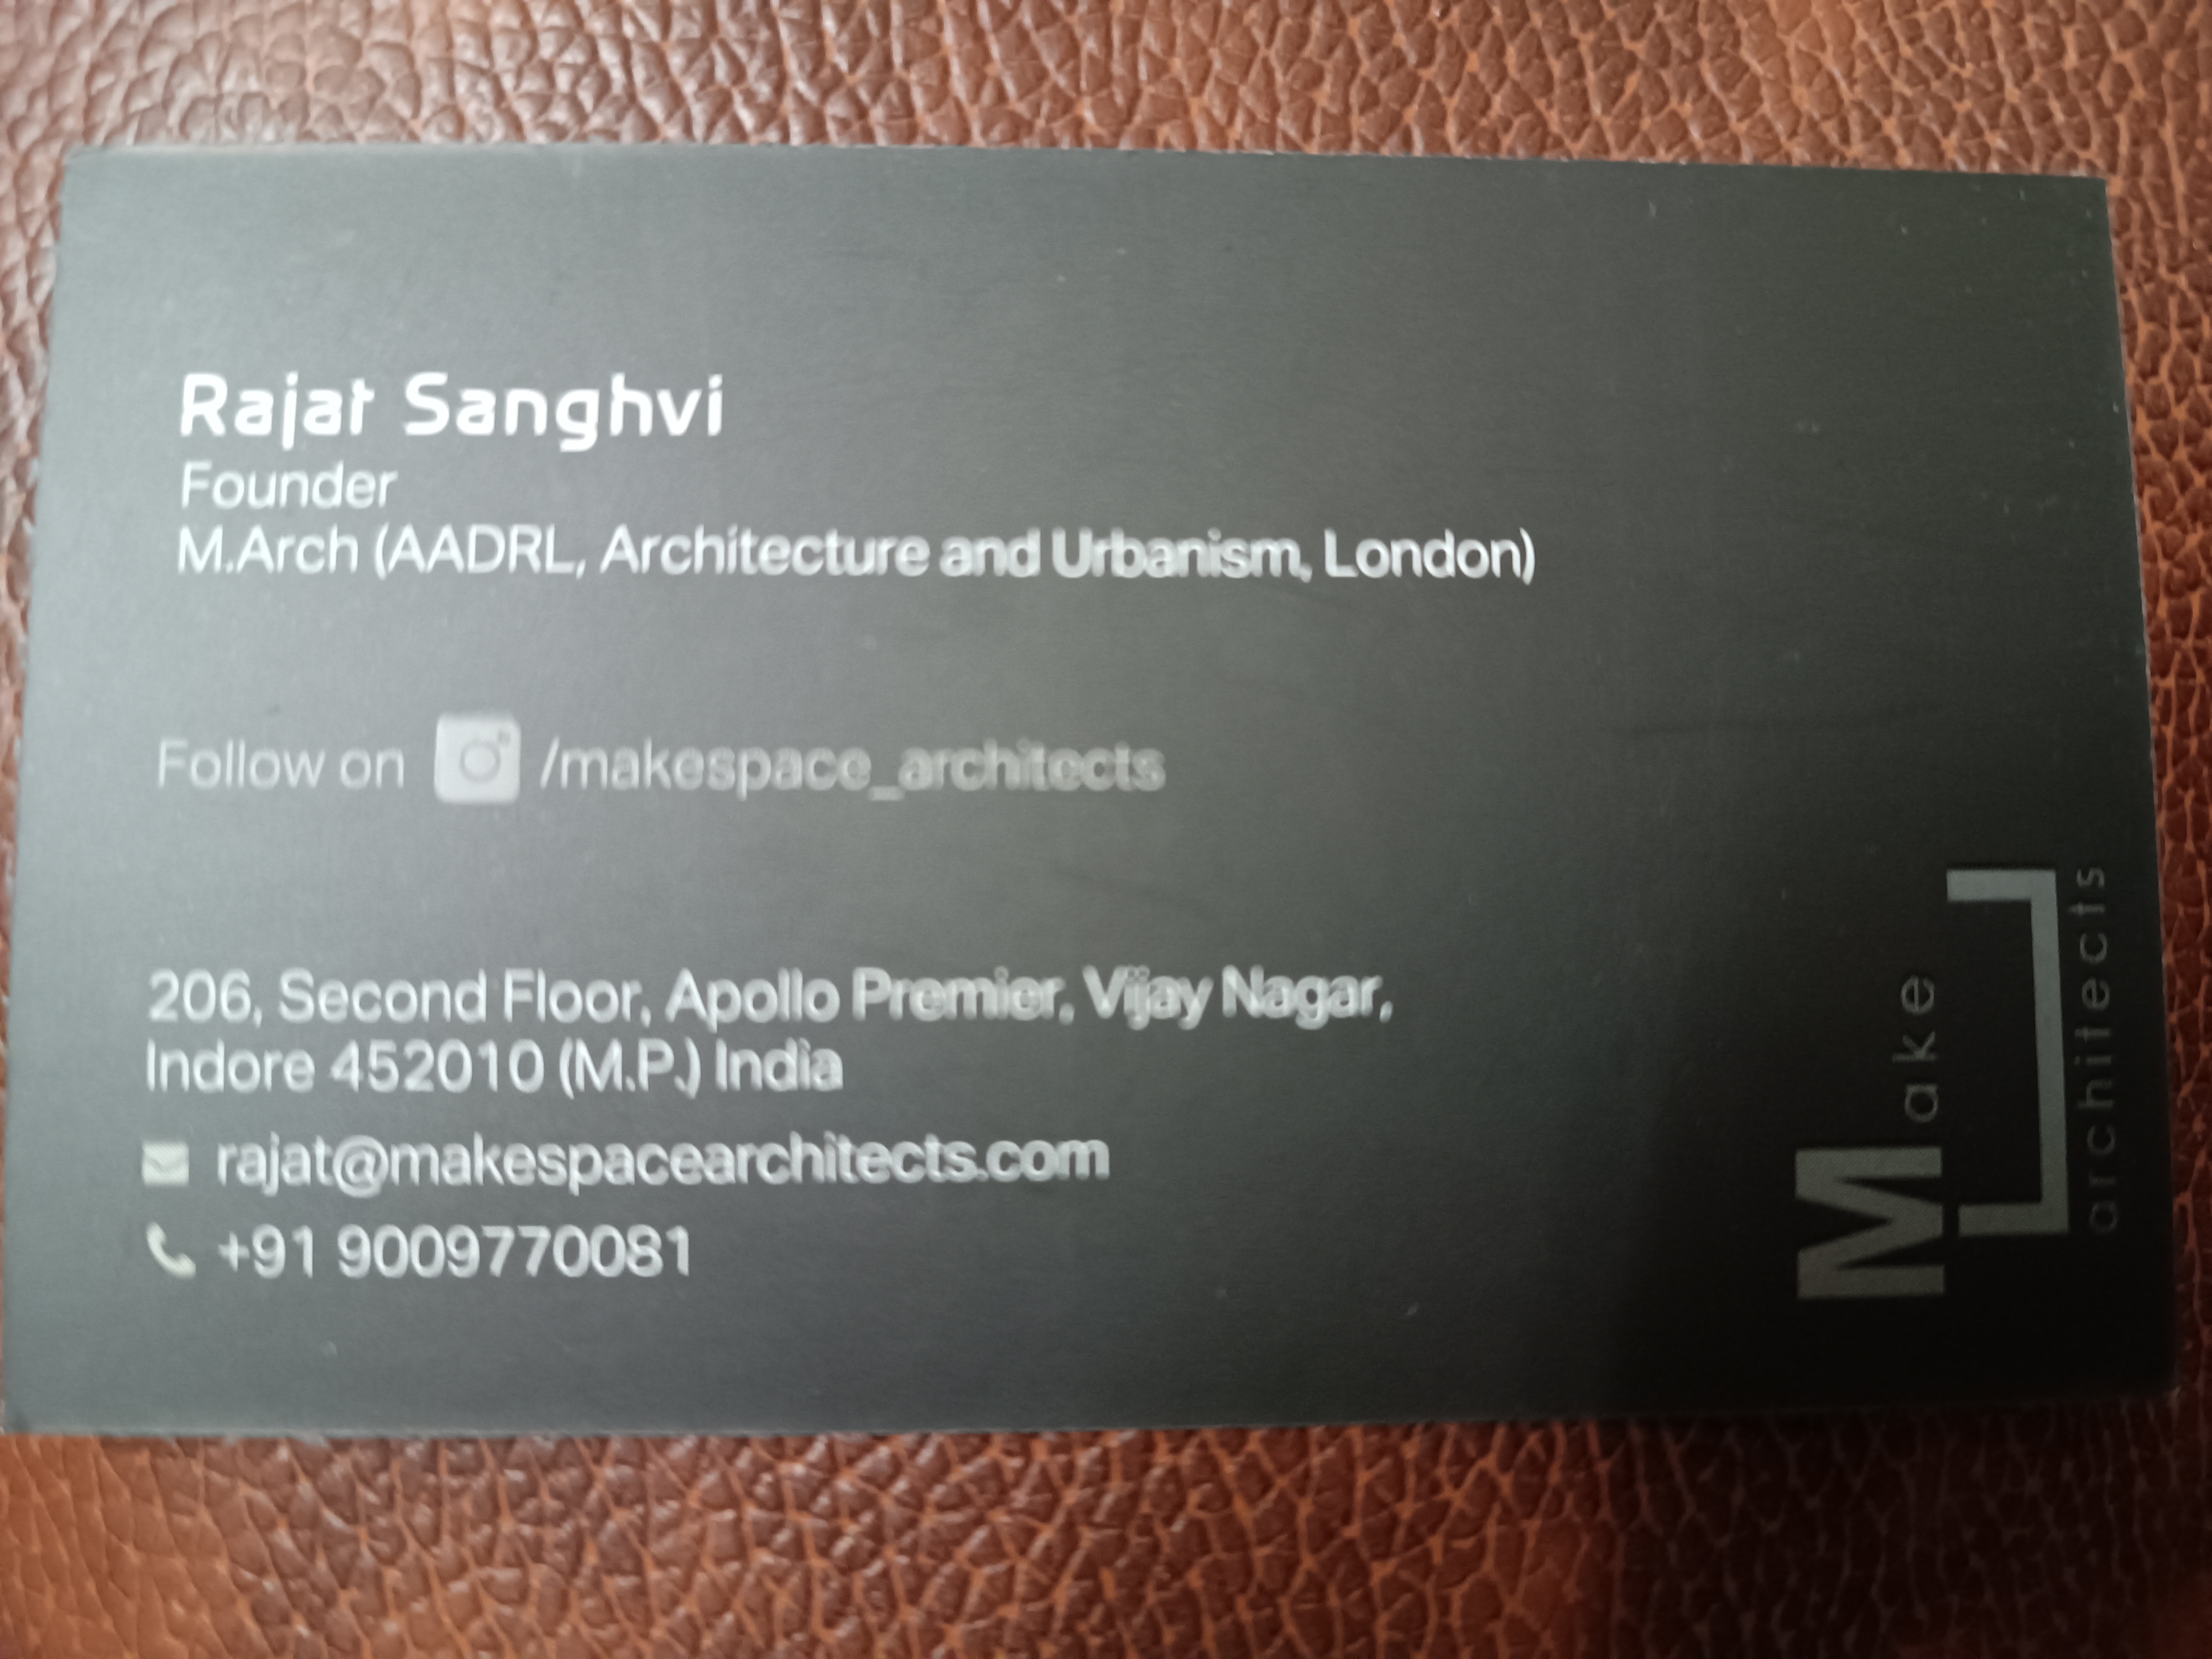 Rajat Sanghvi
Founder
M.Arch (AADRL, Architecture and Urbanism, London)
Follow on /makespace_architects
206, Second Floor, Apollo Premier, Vijay Nagar,
Indore 452010 (M.P.) India
rajat@makespacearchitects.com
+91 9009770081
Make
architects